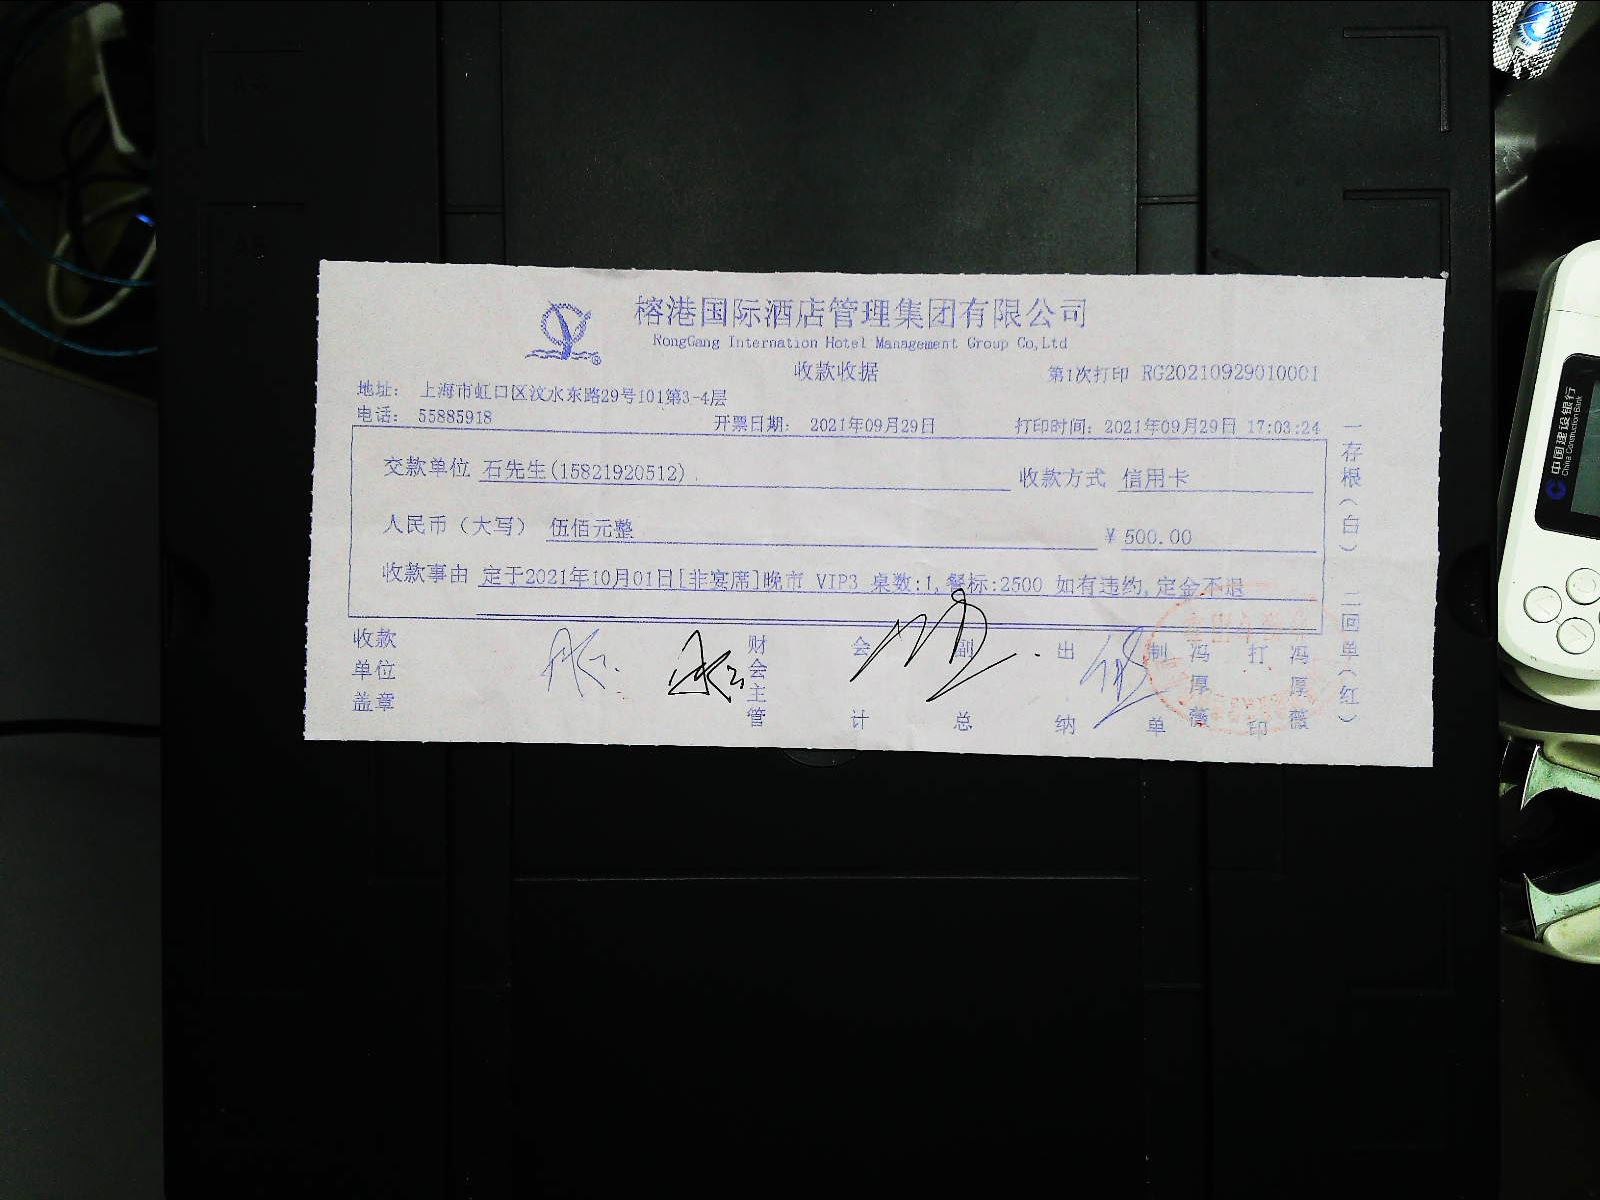 榕港国际酒店管理集团有限公司
RongGang Internation Hotel Management Group Co,Ltd
收款收据
第1次打印 RG20210929010001
地址: 上海市虹口区汶水东路29号101第3-4层
电话: 55885918
开票日期: 2021年09月29日
打印时间: 2021年09月29日 17:03:24
交款单位 石先生(15821920512)
收款方式 信用卡
人民币(大写) 伍佰元整
¥ 500.00
收款事由 定于2021年10月01日[非宴席]晚市 VIP3 桌数:1,餐标:2500 如有违约,定金不退
收款单位盖章
财会主管
会计
副总
出纳
制单 冯厚薇
打印 冯厚薇
一存根(白) 二回单(红)
中国建设银行
China Construction Bank